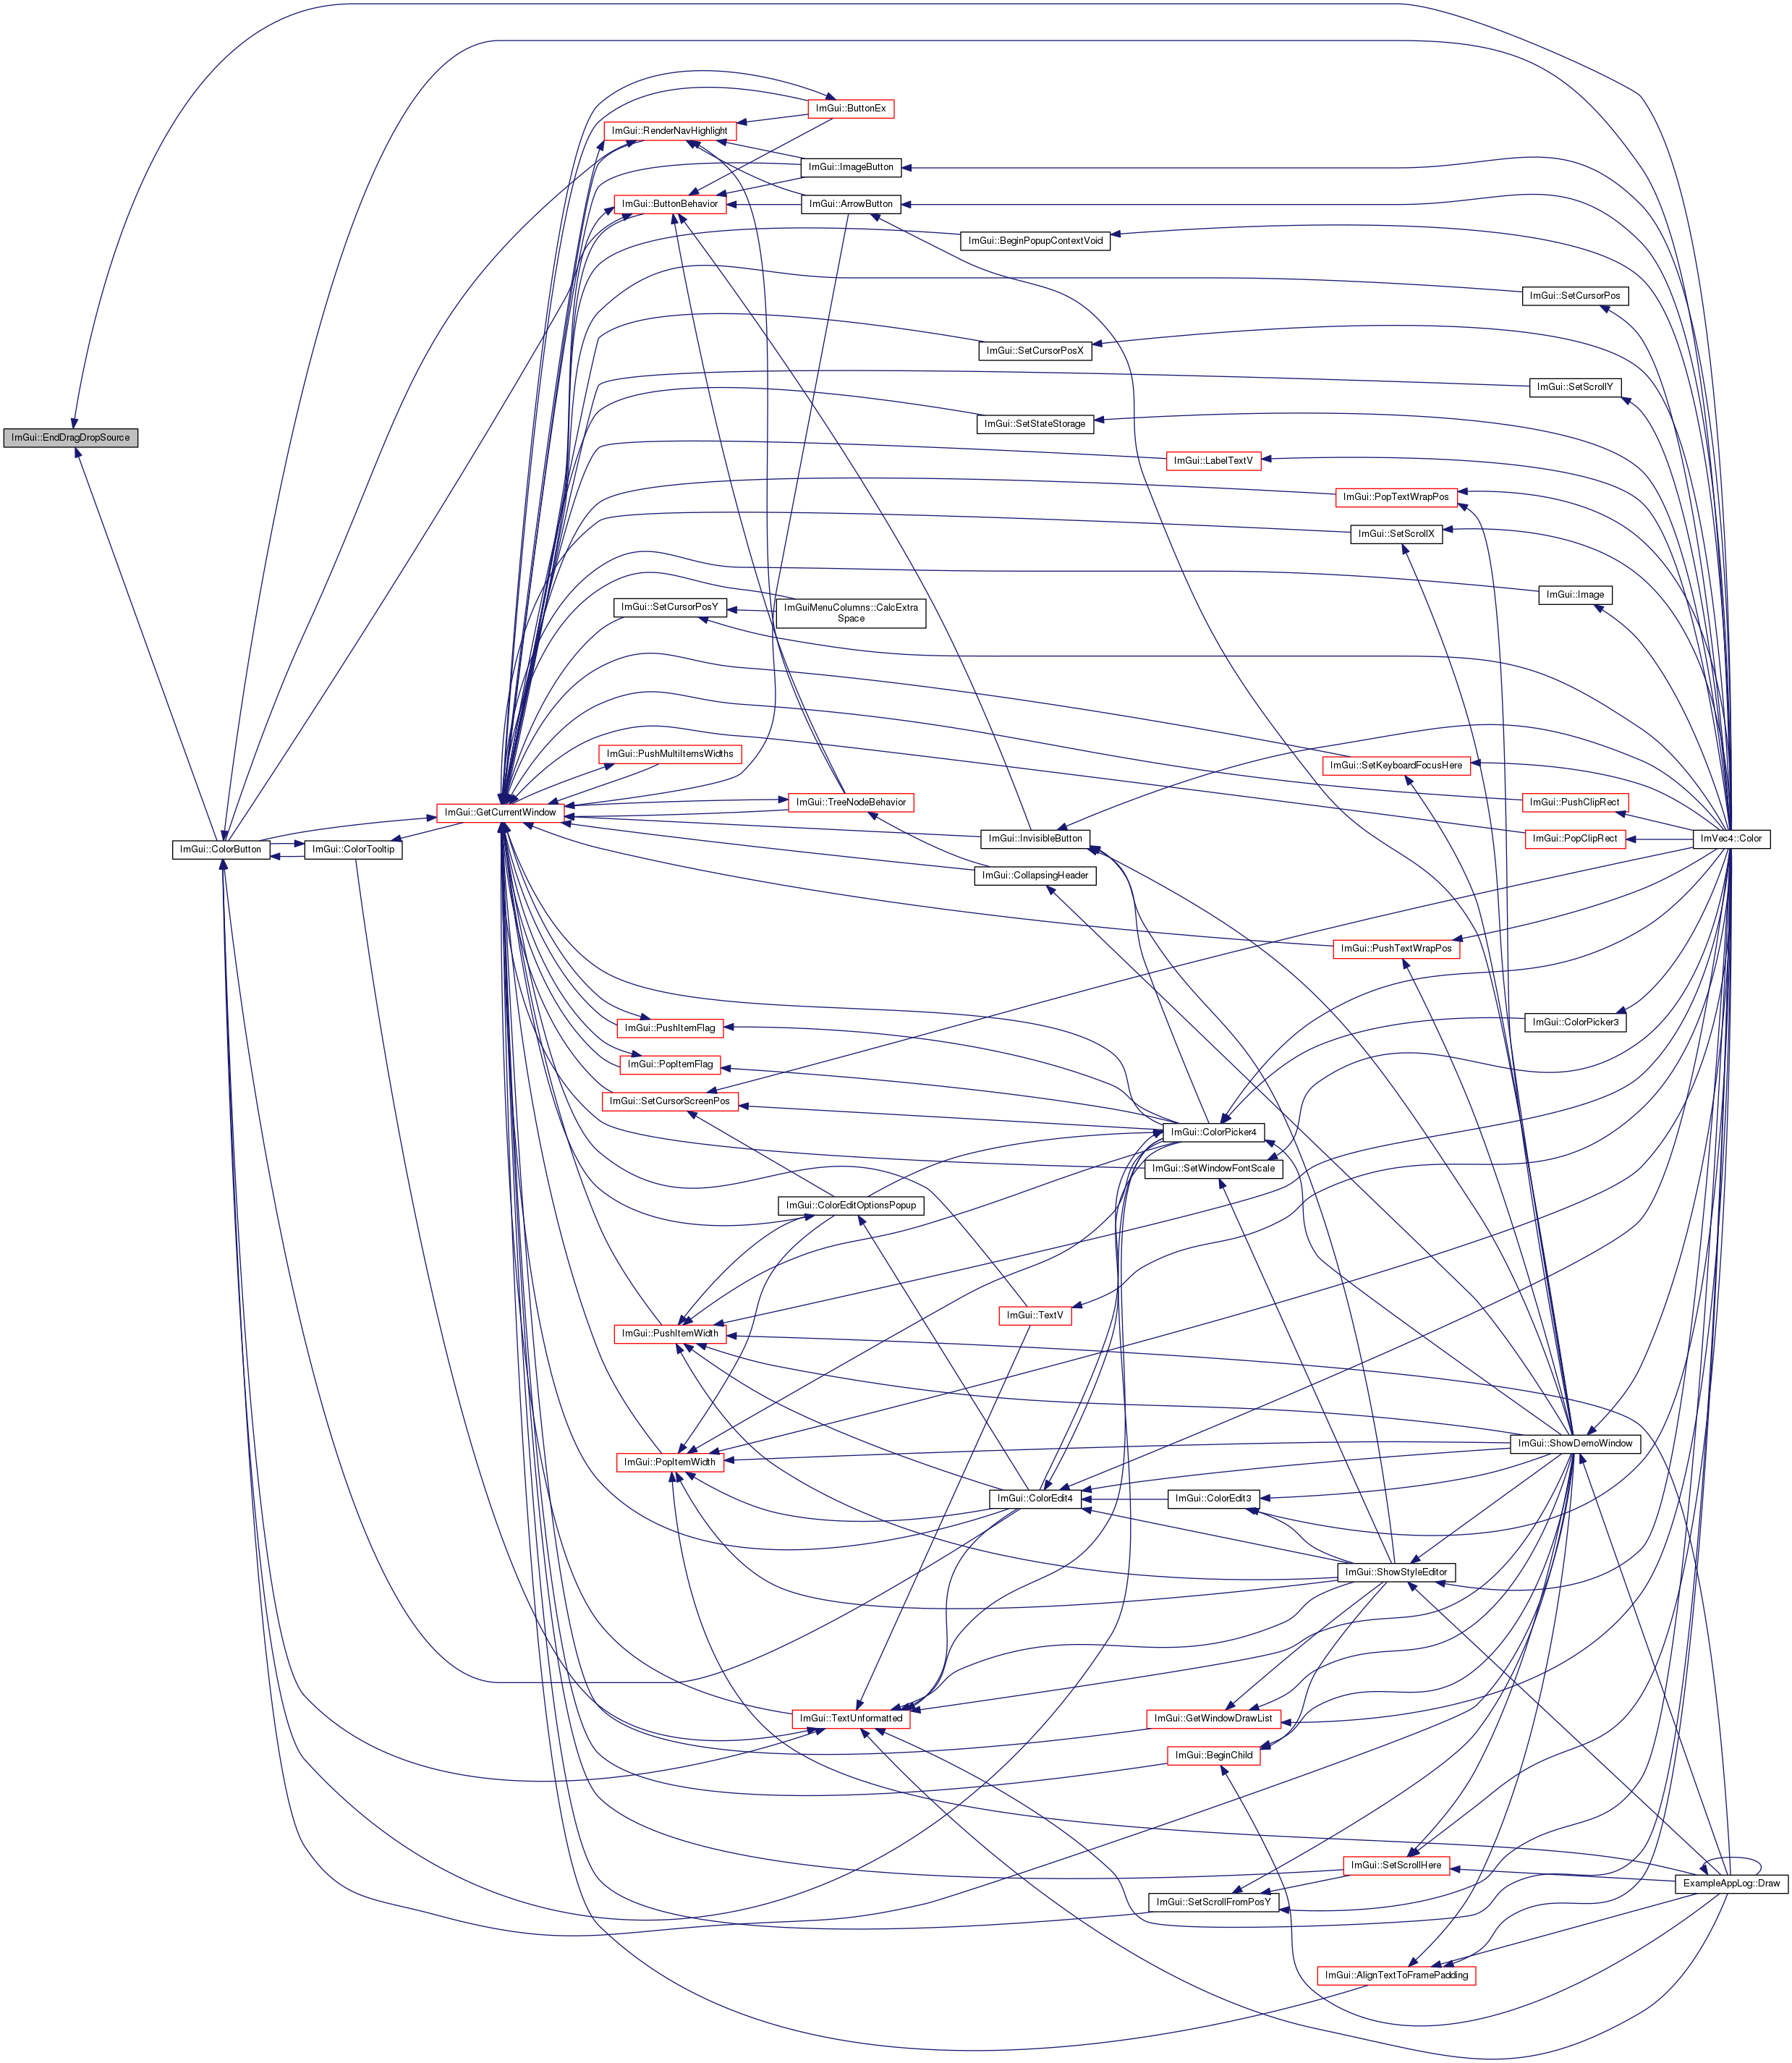 ImGui::ButtonEx
ImGui::RenderNavHighlight
ImGui::ImageButton
ImGui::ButtonBehavior
ImGui::ArrowButton
ImGui::BeginPopupContextVoid
ImGui::SetCursorPos
ImGui::SetCursorPosX
ImGui::SetScrollY
ImGui::SetStateStorage
ImGui::EndDragDropSource
ImGui::LabelTextV
ImGui::PopTextWrapPos
ImGui::SetScrollX
ImGui::Image
ImGui::SetCursorPosY
ImGuiMenuColumns::CalcExtra
Space
ImGui::PushMultiItemsWidths
ImGui::SetKeyboardFocusHere
ImGui::TreeNodeBehavior
ImGui::PushClipRect
ImGui::GetCurrentWindow
ImGui::InvisibleButton
ImGui::PopClipRect
ImVec4::Color
ImGui::ColorButton
ImGui::ColorTooltip
ImGui::CollapsingHeader
ImGui::PushTextWrapPos
ImGui::ColorPicker3
ImGui::PushItemFlag
ImGui::PopItemFlag
ImGui::SetCursorScreenPos
ImGui::ColorPicker4
ImGui::SetWindowFontScale
ImGui::ColorEditOptionsPopup
ImGui::TextV
ImGui::PushItemWidth
ImGui::ShowDemoWindow
ImGui::PopItemWidth
ImGui::ColorEdit4
ImGui::ColorEdit3
ImGui::ShowStyleEditor
ImGui::TextUnformatted
ImGui::GetWindowDrawList
ImGui::BeginChild
ImGui::SetScrollHere
ExampleAppLog::Draw
ImGui::SetScrollFromPosY
ImGui::AlignTextToFramePadding